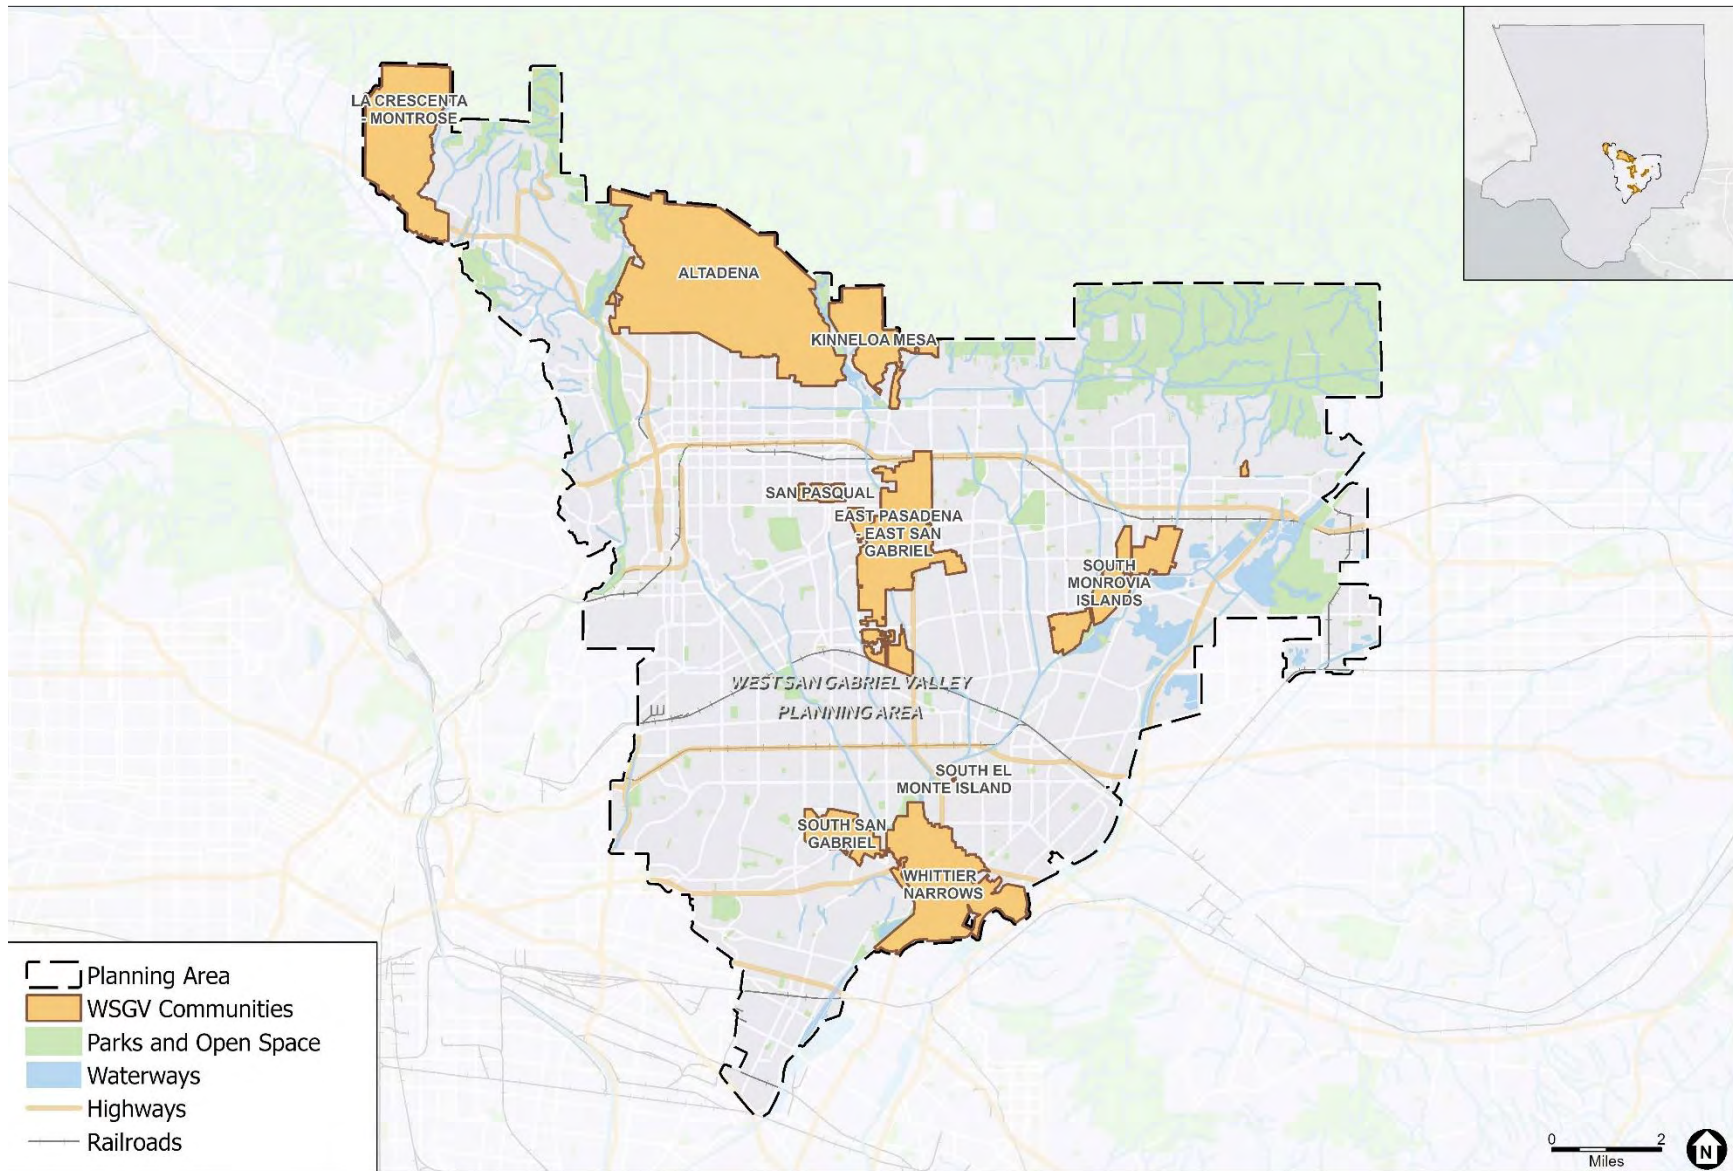 LA CRESCENTA
- MONTROSE
ALTADENA
KINNELOA MESA
SAN PASQUAL
EAST PASADENA
- EAST SAN
GABRIEL
SOUTH
MONROVIA
ISLANDS
WEST SAN GABRIEL VALLEY
PLANNING AREA
SOUTH EL
MONTE ISLAND
SOUTH SAN
GABRIEL
WHITTIER
NARROWS
Planning Area
WSGV Communities
Parks and Open Space
Waterways
Highways
Railroads
0 2
Miles
N